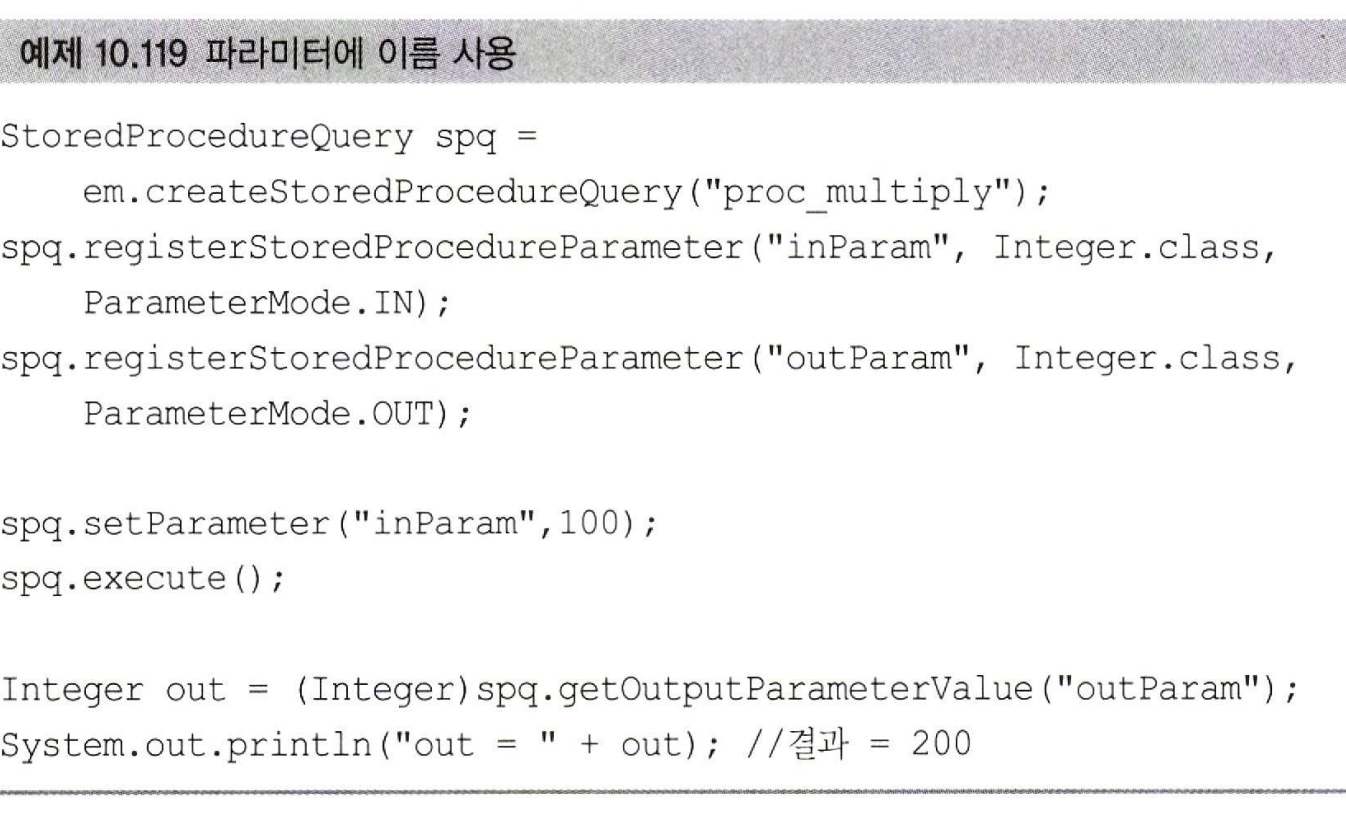 예제 10.119 파라미터에 이름 사용
StoredProcedureQuery spq =
    em.createStoredProcedureQuery("proc_multiply");
spq.registerStoredProcedureParameter("inParam", Integer.class,
    ParameterMode.IN);
spq.registerStoredProcedureParameter("outParam", Integer.class,
    ParameterMode.OUT);
spq.setParameter("inParam",100);
spq.execute();
Integer out = (Integer)spq.getOutputParameterValue("outParam");
System.out.println("out = " + out); //결과 = 200